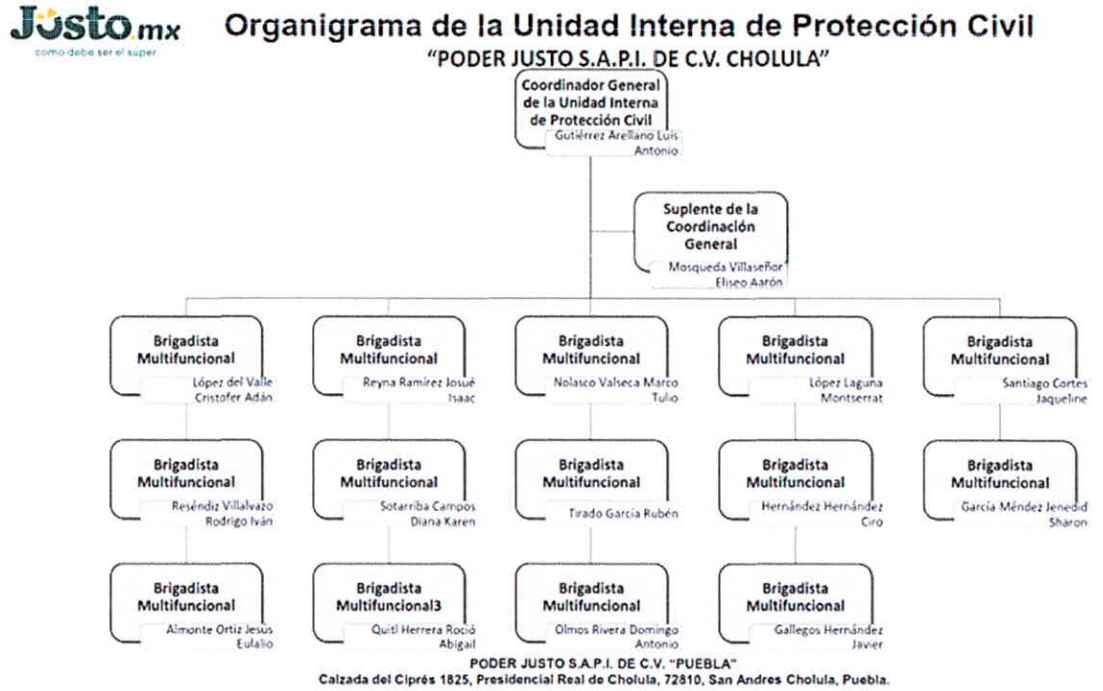 Justo.mx
como debe ser el súper
Organigrama de la Unidad Interna de Protección Civil
"PODER JUSTO S.A.P.I. DE C.V. CHOLULA"
Coordinador General
de la Unidad Interna
de Protección Civil
Gutiérrez Arellano Luis
Antonio
Suplente de la
Coordinación
General
Mosqueda Villaseñor
Eliseo Aarón
Brigadista
Multifuncional
López del Valle
Cristofer Adán
Brigadista
Multifuncional
Reyna Ramírez Josué
Isaac
Brigadista
Multifuncional
Nolasco Valseca Marco
Tulio
Brigadista
Multifuncional
López Laguna
Montserrat
Brigadista
Multifuncional
Santiago Cortes
Jaqueline
Brigadista
Multifuncional
Reséndiz Villalvazo
Rodrigo Iván
Brigadista
Multifuncional
Sotarriba Campos
Diana Karen
Brigadista
Multifuncional
Tirado García Rubén
Brigadista
Multifuncional
Hernández Hernández
Ciro
Brigadista
Multifuncional
García Méndez Jenedid
Sharon
Brigadista
Multifuncional
Almonte Ortiz Jesús
Eulalio
Brigadista
Multifuncional3
Quitl Herrera Roció
Abigail
Brigadista
Multifuncional
Olmos Rivera Domingo
Antonio
Brigadista
Multifuncional
Gallegos Hernández
Javier
PODER JUSTO S.A.P.I. DE C.V. "PUEBLA"
Calzada del Ciprés 1825, Presidencial Real de Cholula, 72810, San Andres Cholula, Puebla.